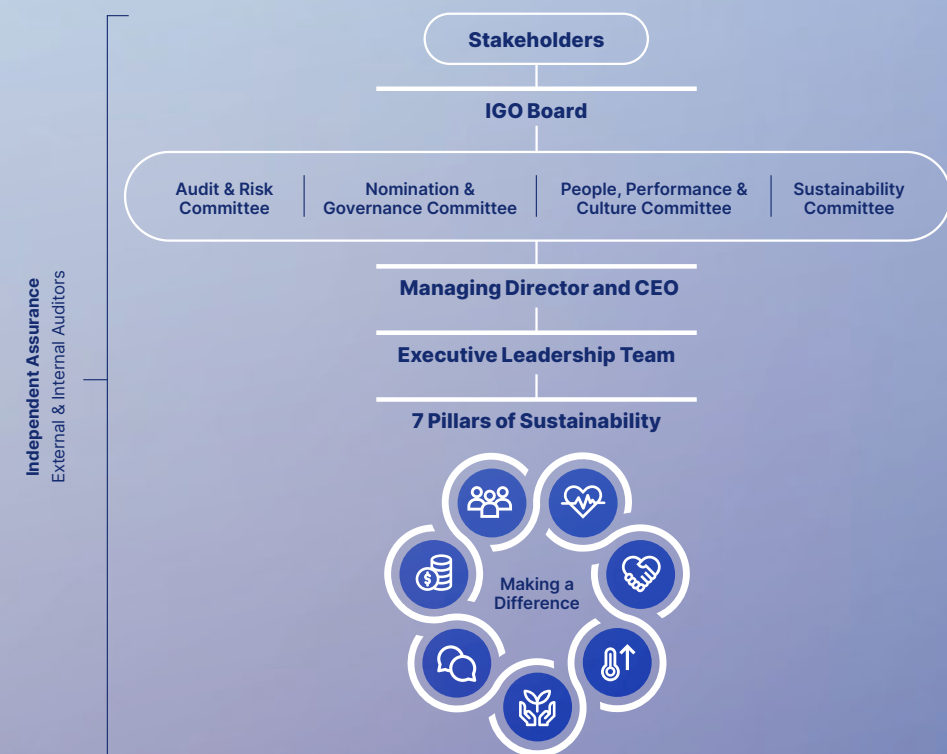 Stakeholders
IGO Board
Audit & Risk
Committee
Nomination &
Governance Committee
People, Performance &
Culture Committee
Sustainability
Committee
Managing Director and CEO
Executive Leadership Team
7 Pillars of Sustainability
Making a
Difference
$
Independent Assurance
External & Internal Auditors